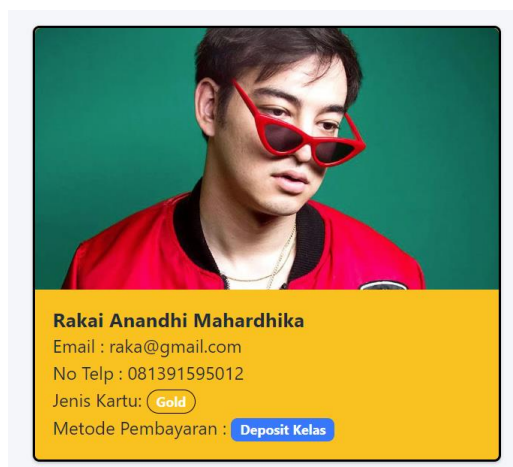 Rakai Anandhi Mahardhika
Email : raka@gmail.com
No Telp : 081391595012
Jenis Kartu: Gold
Metode Pembayaran : Deposit Kelas